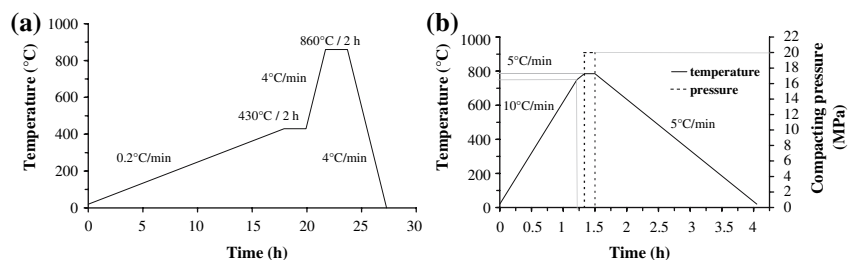 (a)
1000
800
600
400
200
0
Temperature (°C)
860°C / 2 h
4°C/min
430°C / 2 h
0.2°C/min
4°C/min
0 5 10 15 20 25 30
Time (h)
(b)
1000
800
600
400
200
0
Temperature (°C)
5°C/min
10°C/min
5°C/min
temperature
pressure
22
20
18
16
14
12
10
8
6
4
2
0
Compacting pressure
(MPa)
0 0.5 1 1.5 2 2.5 3 3.5 4
Time (h)